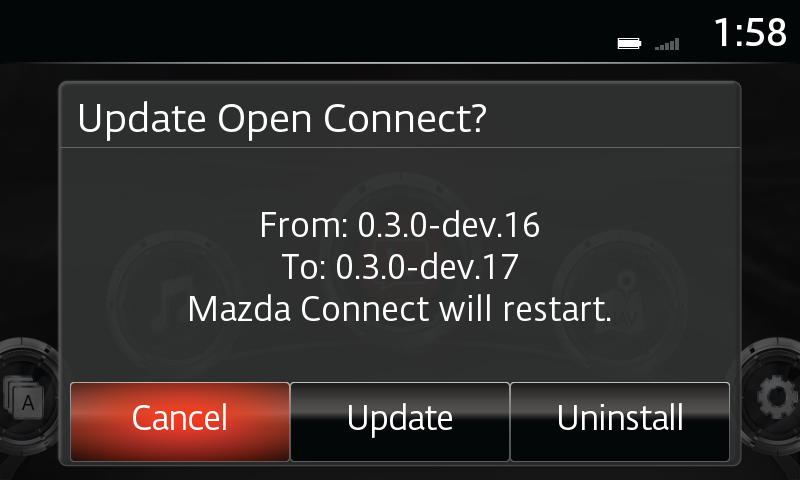 1:58
Update Open Connect?
From: 0.3.0-dev.16
To: 0.3.0-dev.17
Mazda Connect will restart.
A
Cancel
Update
Uninstall